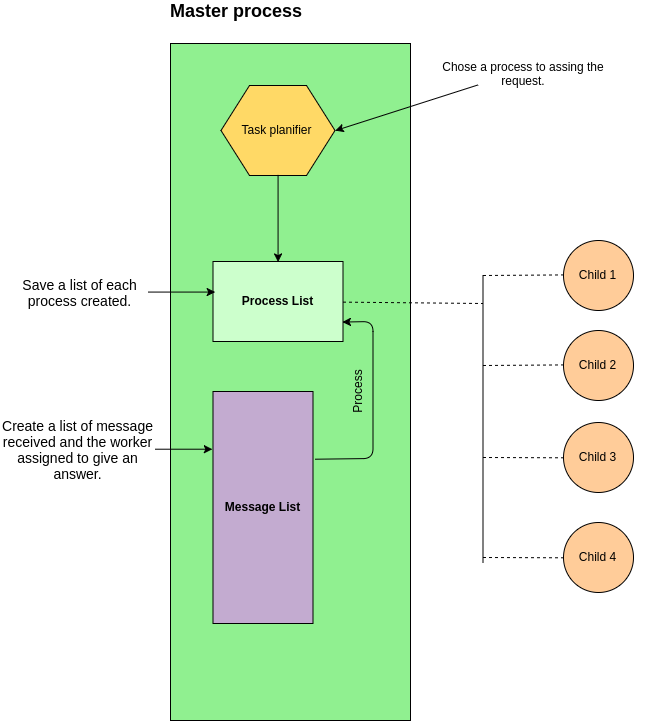 Master process
Chose a process to assing the
request.
Task planifier
Save a list of each
process created.
Process List
Child 1
Child 2
Child 3
Child 4
Process
Create a list of message
received and the worker
assigned to give an
answer.
Message List